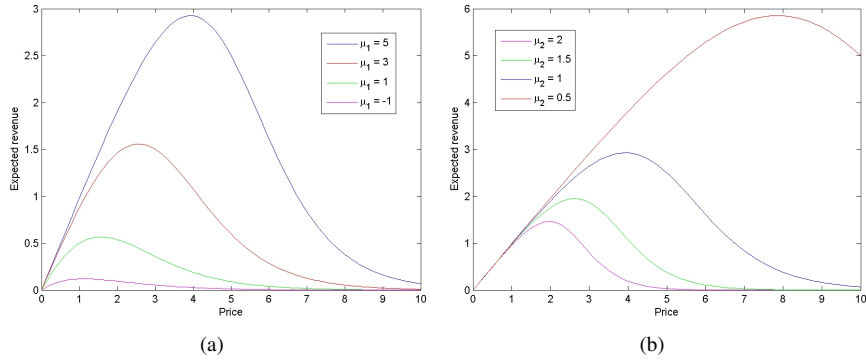 3
2.5
2
1.5
1
0.5
0
Expected revenue
0 1 2 3 4 5 6 7 8 9 10
Price
μ1 = 5
μ1 = 3
μ1 = 1
μ1 = -1
(a)
6
5
4
3
2
1
0
Expected revenue
0 1 2 3 4 5 6 7 8 9 10
Price
μ2 = 2
μ2 = 1.5
μ2 = 1
μ2 = 0.5
(b)